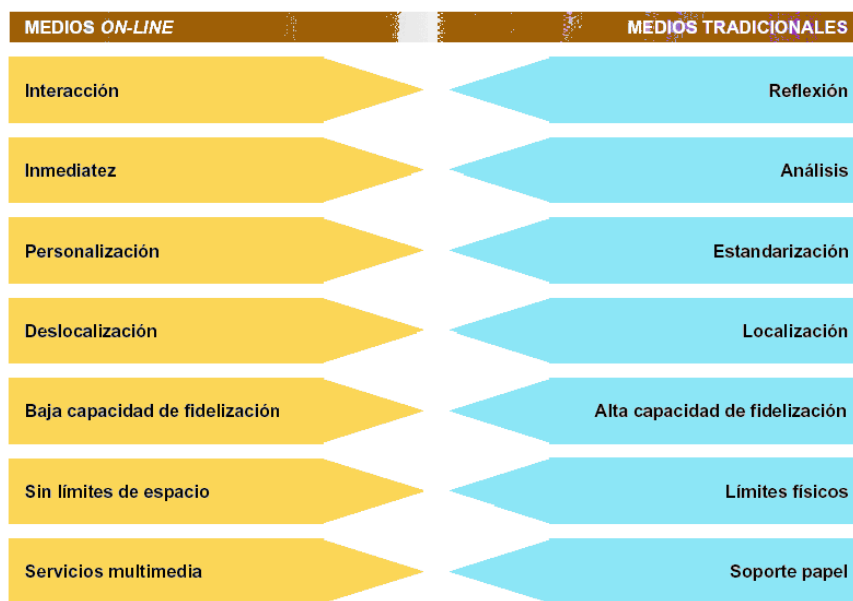 MEDIOS ON-LINE
MEDIOS TRADICIONALES
Interacción
Reflexión
Inmediatez
Análisis
Personalización
Estandarización
Deslocalización
Localización
Baja capacidad de fidelización
Alta capacidad de fidelización
Sin límites de espacio
Límites físicos
Servicios multimedia
Soporte papel